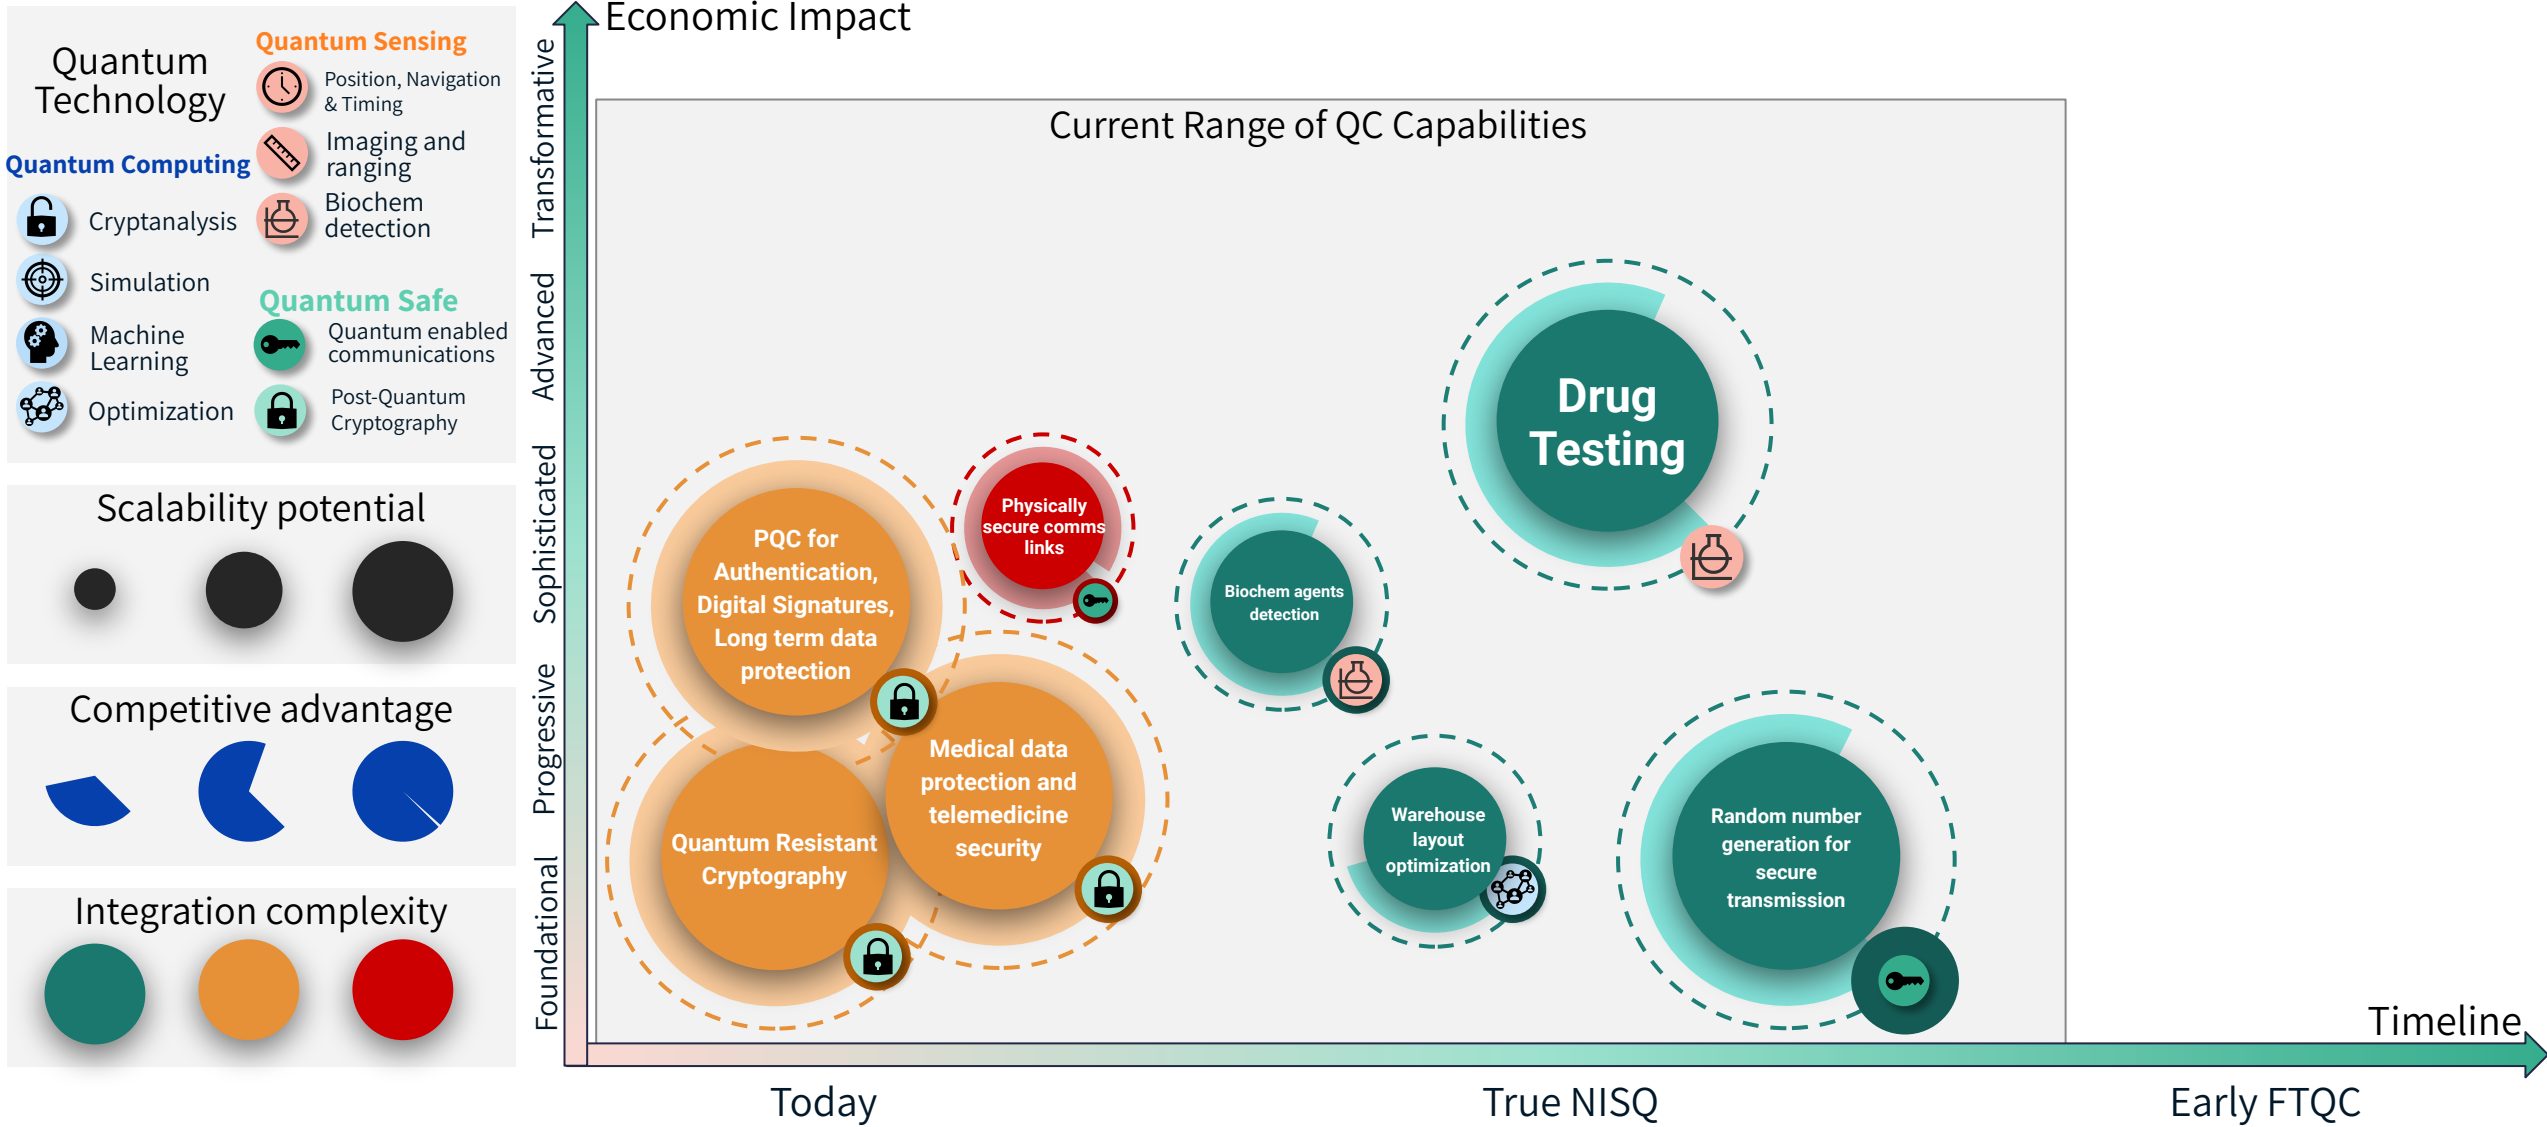 Quantum
Technology
Quantum Computing
Cryptanalysis
Simulation
Machine
Learning
Optimization
Quantum Sensing
Position, Navigation
& Timing
Imaging and
ranging
Biochem
detection
Quantum Safe
Quantum enabled
communications
Post-Quantum
Cryptography
Scalability potential
Competitive advantage
Integration complexity
Economic Impact
Transformative
Advanced
Sophisticated
Progressive
Foundational
Current Range of QC Capabilities
Drug
Testing
PQC for
Authentication,
Digital Signatures,
Long term data
protection
Physically
secure comms
links
Biochem agents
detection
Medical data
protection and
telemedicine
security
Quantum Resistant
Cryptography
Warehouse
layout
optimization
Random number
generation for
secure
transmission
Timeline
Today
True NISQ
Early FTQC